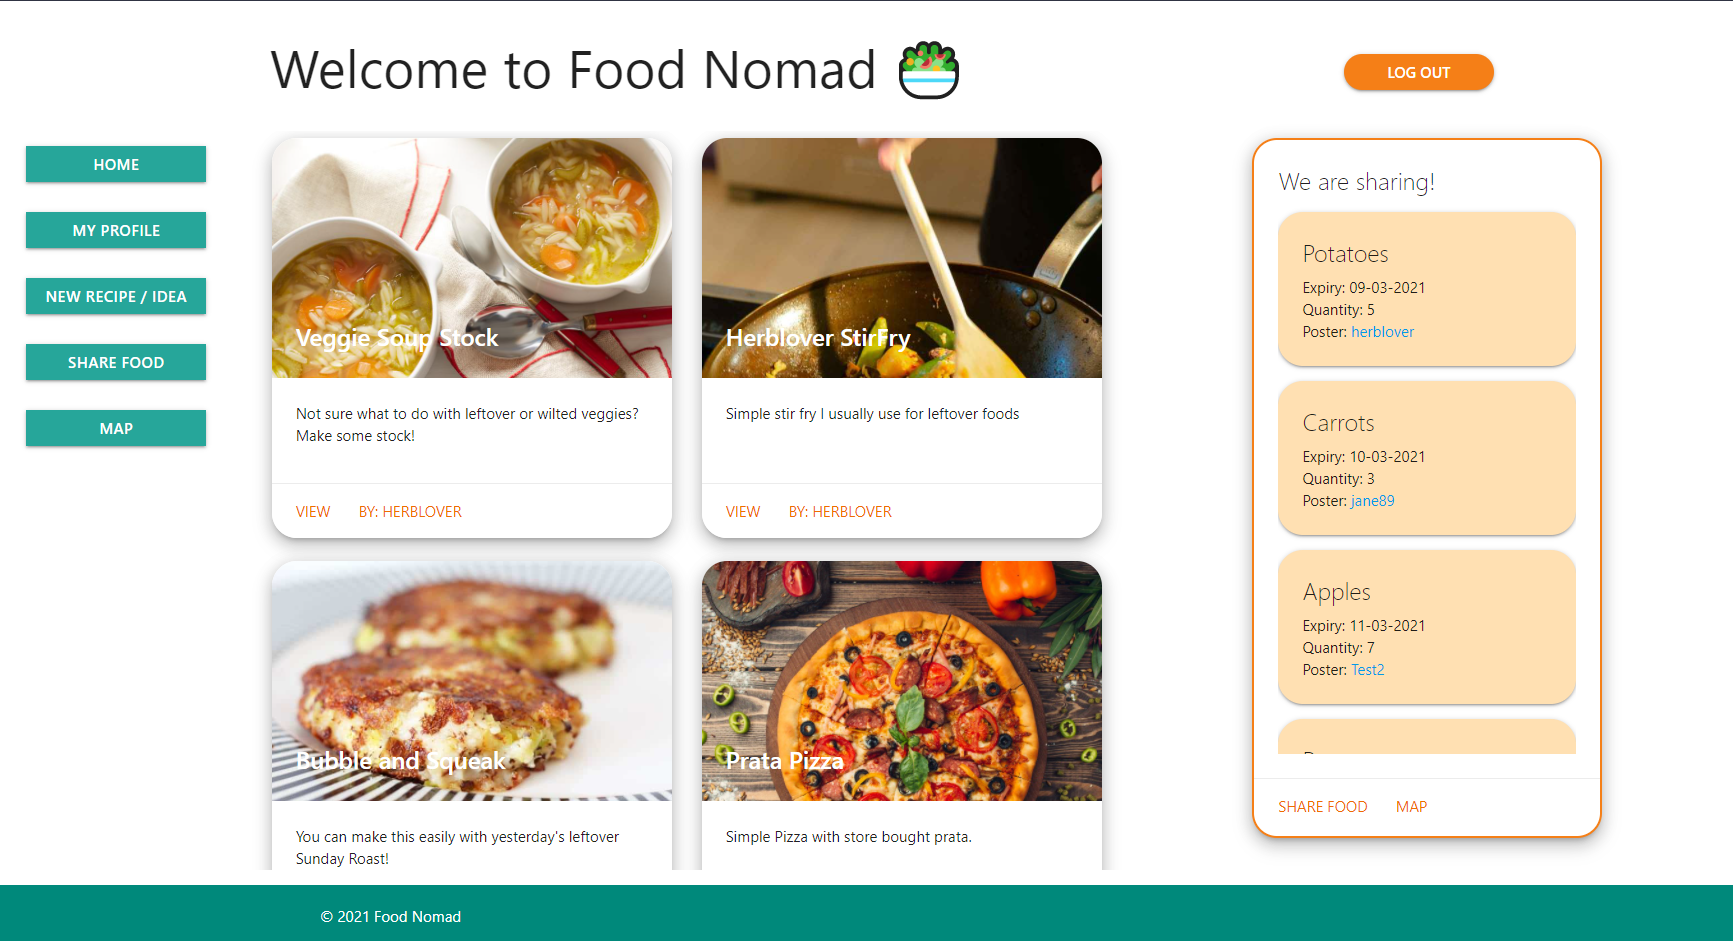 Welcome to Food Nomad
LOG OUT
HOME
MY PROFILE
NEW RECIPE / IDEA
SHARE FOOD
MAP
Veggie Soup Stock
Not sure what to do with leftover or wilted veggies?
Make some stock!
VIEW BY: HERBLOVER
Herblover StirFry
Simple stir fry I usually use for leftover foods
VIEW BY: HERBLOVER
Bubble and Squeak
You can make this easily with yesterday's leftover
Sunday Roast!
Prata Pizza
Simple Pizza with store bought prata.
We are sharing!
Potatoes
Expiry: 09-03-2021
Quantity: 5
Poster: herblover
Carrots
Expiry: 10-03-2021
Quantity: 3
Poster: jane89
Apples
Expiry: 11-03-2021
Quantity: 7
Poster: Test2
SHARE FOOD MAP
© 2021 Food Nomad